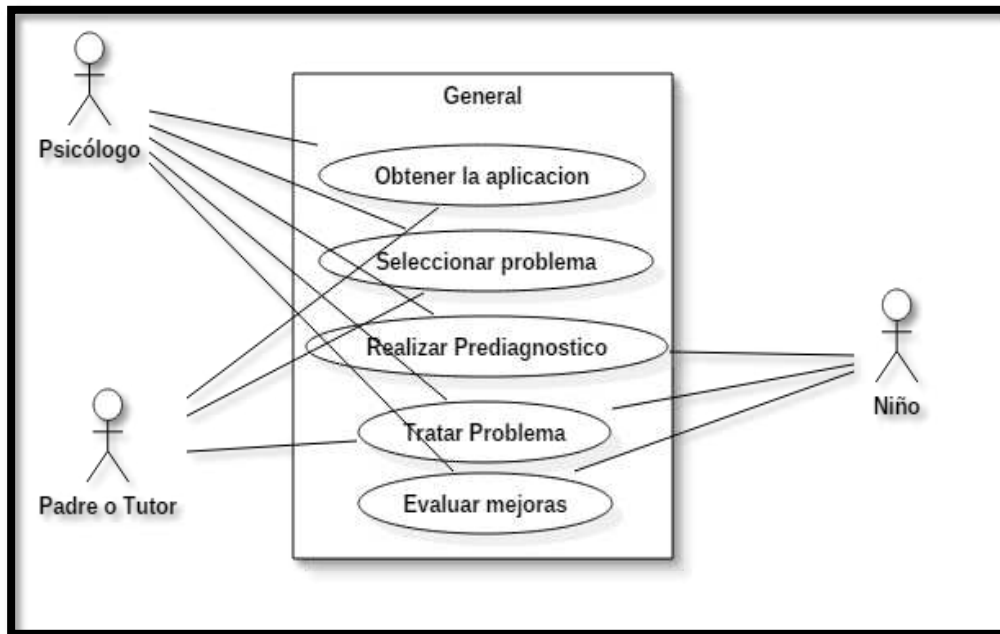 General
Psicólogo
Obtener la aplicacion
Seleccionar problema
Realizar Prediagnostico
Niño
Tratar Problema
Padre o Tutor
Evaluar mejoras